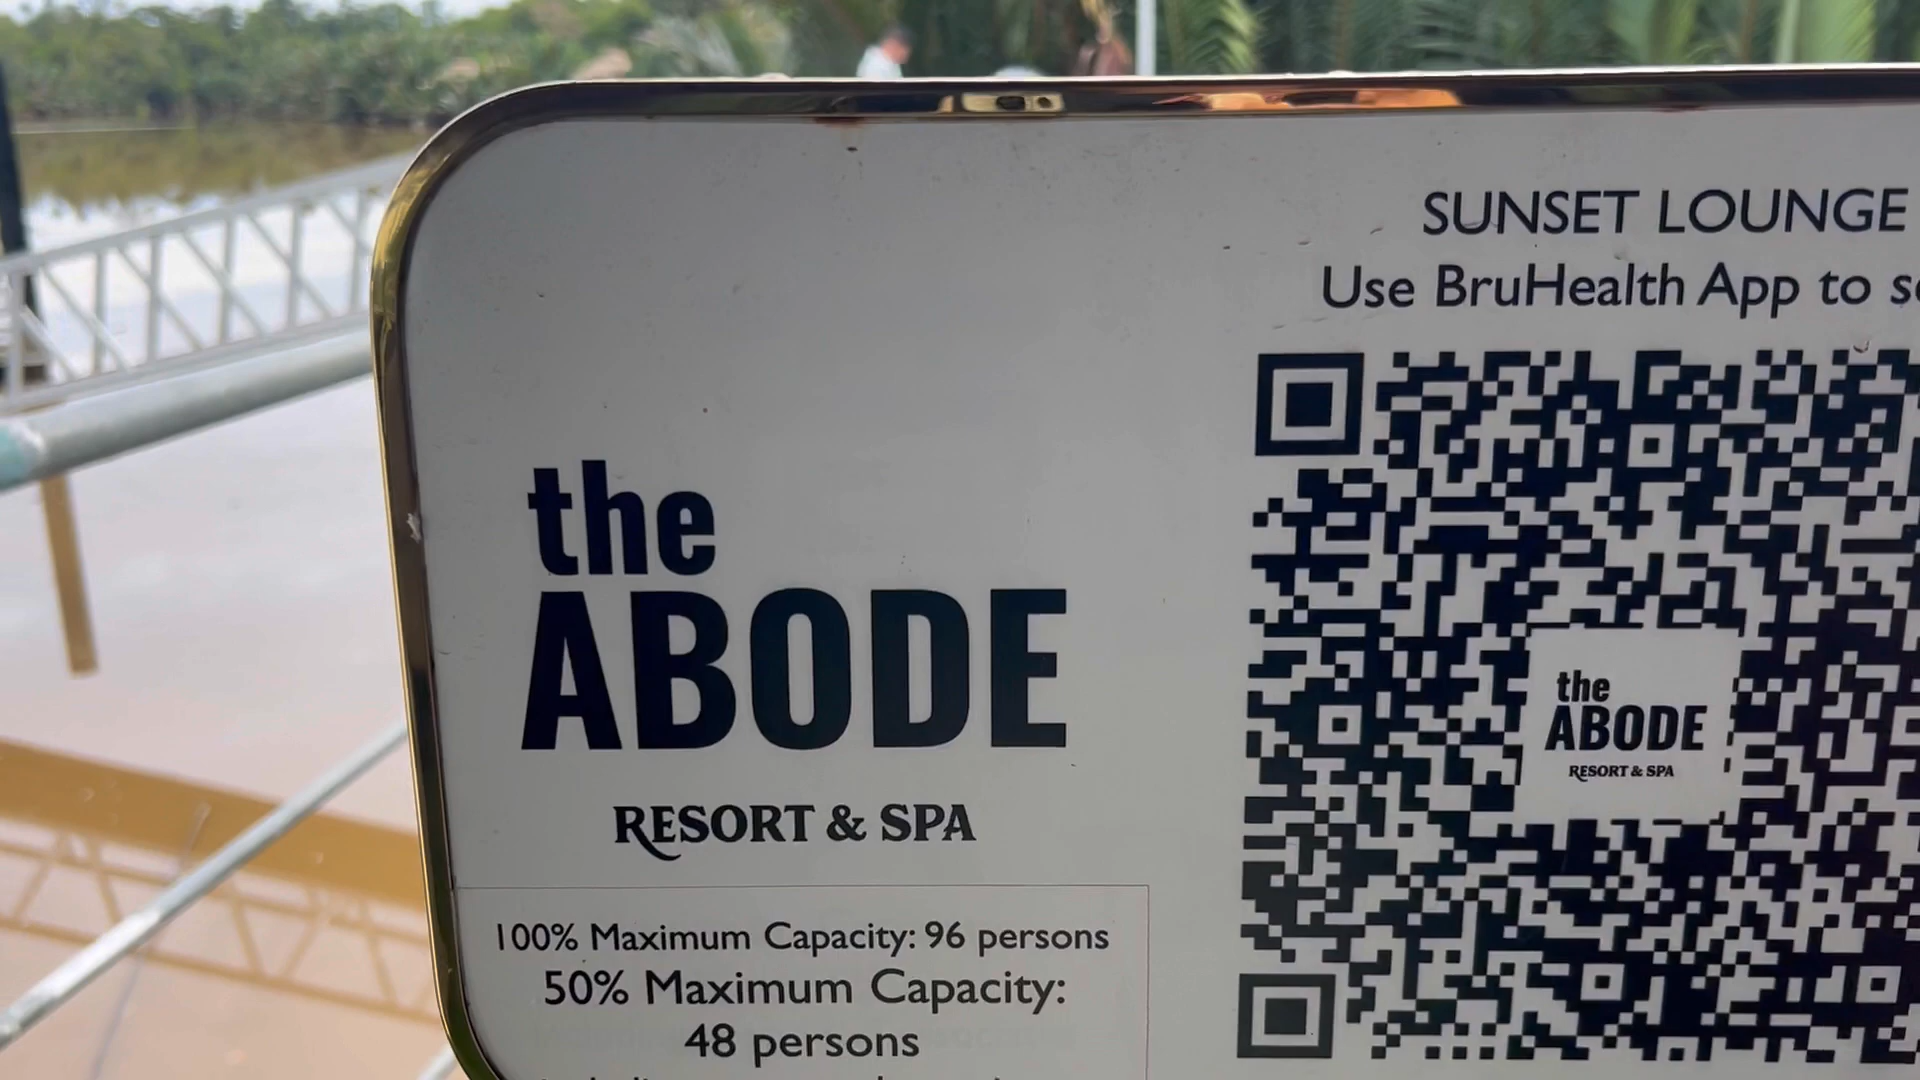 SUNSET LOUNGE
Use BruHealth App to
the
ABODE
RESORT & SPA
the
ABODE
RESORT & SPA
100% Maximum Capacity: 96 persons
50% Maximum Capacity:
48 persons